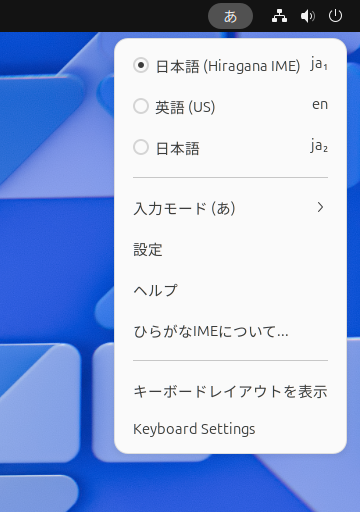 あ
日本語 (Hiragana IME) ja₁
英語 (US) en
日本語 ja₂
入力モード (あ)
設定
ヘルプ
ひらがなIMEについて...
キーボードレイアウトを表示
Keyboard Settings